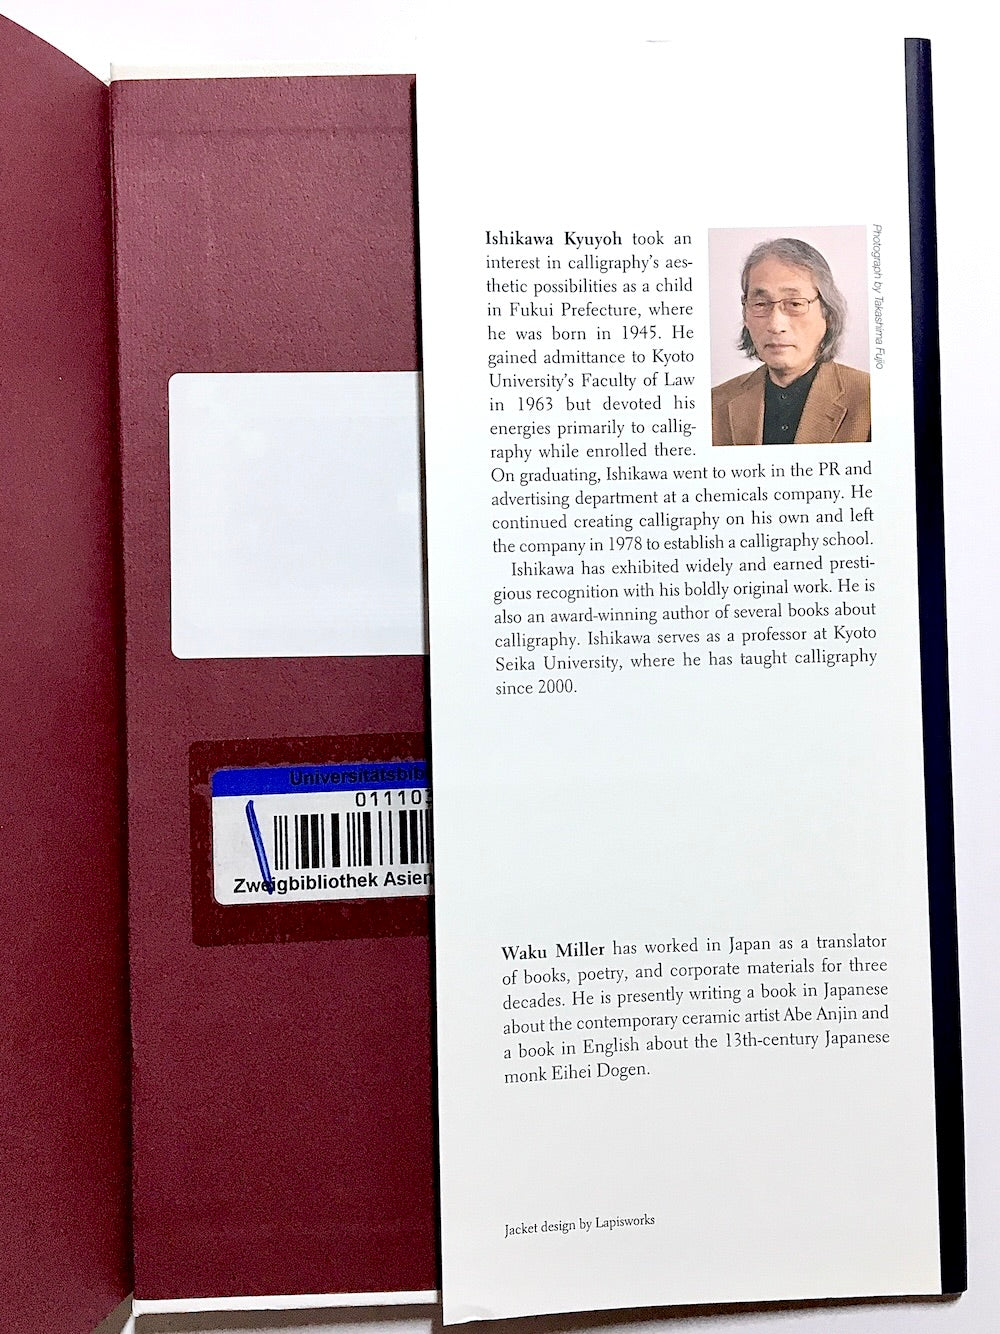 Ishikawa Kyuyoh took an
interest in calligraphy's aes-
thetic possibilities as a child
in Fukui Prefecture, where
he was born in 1945. He
gained admittance to Kyoto
University's Faculty of Law
in 1963 but devoted his
energies primarily to callig-
raphy while enrolled there.
On graduating, Ishikawa went to work in the PR and
advertising department at a chemicals company. He
continued creating calligraphy on his own and left
the company in 1978 to establish a calligraphy school.
Ishikawa has exhibited widely and earned presti-
gious recognition with his boldly original work. He is
also an award-winning author of several books about
calligraphy. Ishikawa serves as a professor at Kyoto
Seika University, where he has taught calligraphy
since 2000.
Photograph by Takashima Fujio
Universitätsbib
01110
Zweigbibliothek Asien
Waku Miller has worked in Japan as a translator
of books, poetry, and corporate materials for three
decades. He is presently writing a book in Japanese
about the contemporary ceramic artist Abe Anjin and
a book in English about the 13th-century Japanese
monk Eihei Dogen.
Jacket design by Lapisworks